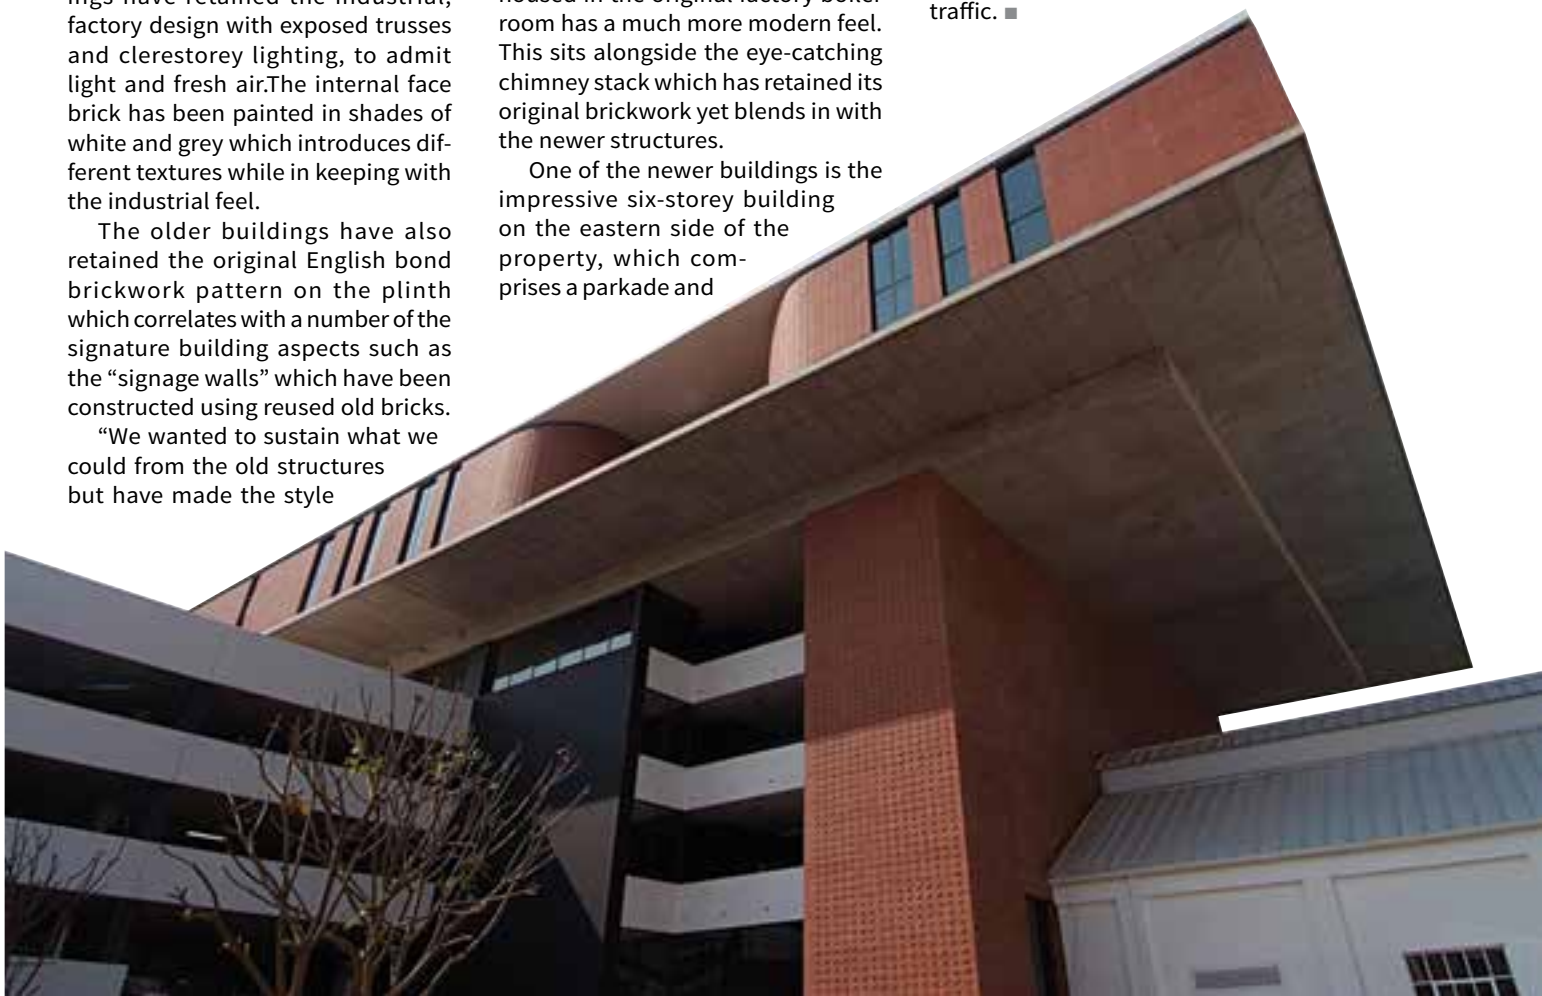 ings have retained the industrial,
factory design with exposed trusses
and clerestorey lighting, to admit
light and fresh air.The internal face
brick has been painted in shades of
white and grey which introduces dif-
ferent textures while in keeping with
the industrial feel.
The older buildings have also
retained the original English bond
brickwork pattern on the plinth
which correlates with a number of the
signature building aspects such as
the “signage walls” which have been
constructed using reused old bricks.
“We wanted to sustain what we
could from the old structures
but have made the style
housed in the original factory boiler
room has a much more modern feel.
This sits alongside the eye-catching
chimney stack which has retained its
original brickwork yet blends in with
the newer structures.
One of the newer buildings is the
impressive six-storey building
on the eastern side of the
property, which com-
prises a parkade and
traffic. ■